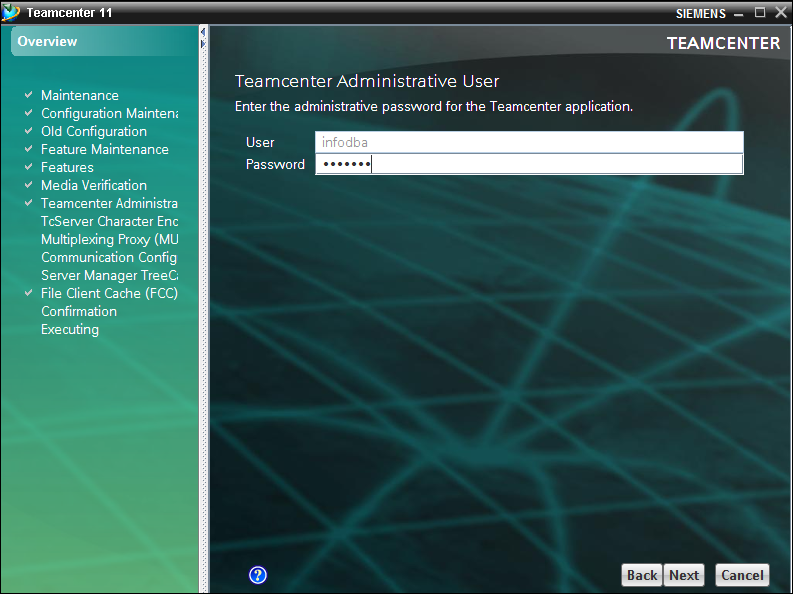 Teamcenter 11
SIEMENS
Overview
TEAMCENTER
Maintenance
Configuration Maintena
Old Configuration
Feature Maintenance
Features
Media Verification
Teamcenter Administra
TcServer Character Enc
Multiplexing Proxy (MU
Communication Config
Server Manager TreeCa
File Client Cache (FCC)
Confirmation
Executing
Teamcenter Administrative User
Enter the administrative password for the Teamcenter application.
User infodba
Password •••••••
?
Back Next Cancel